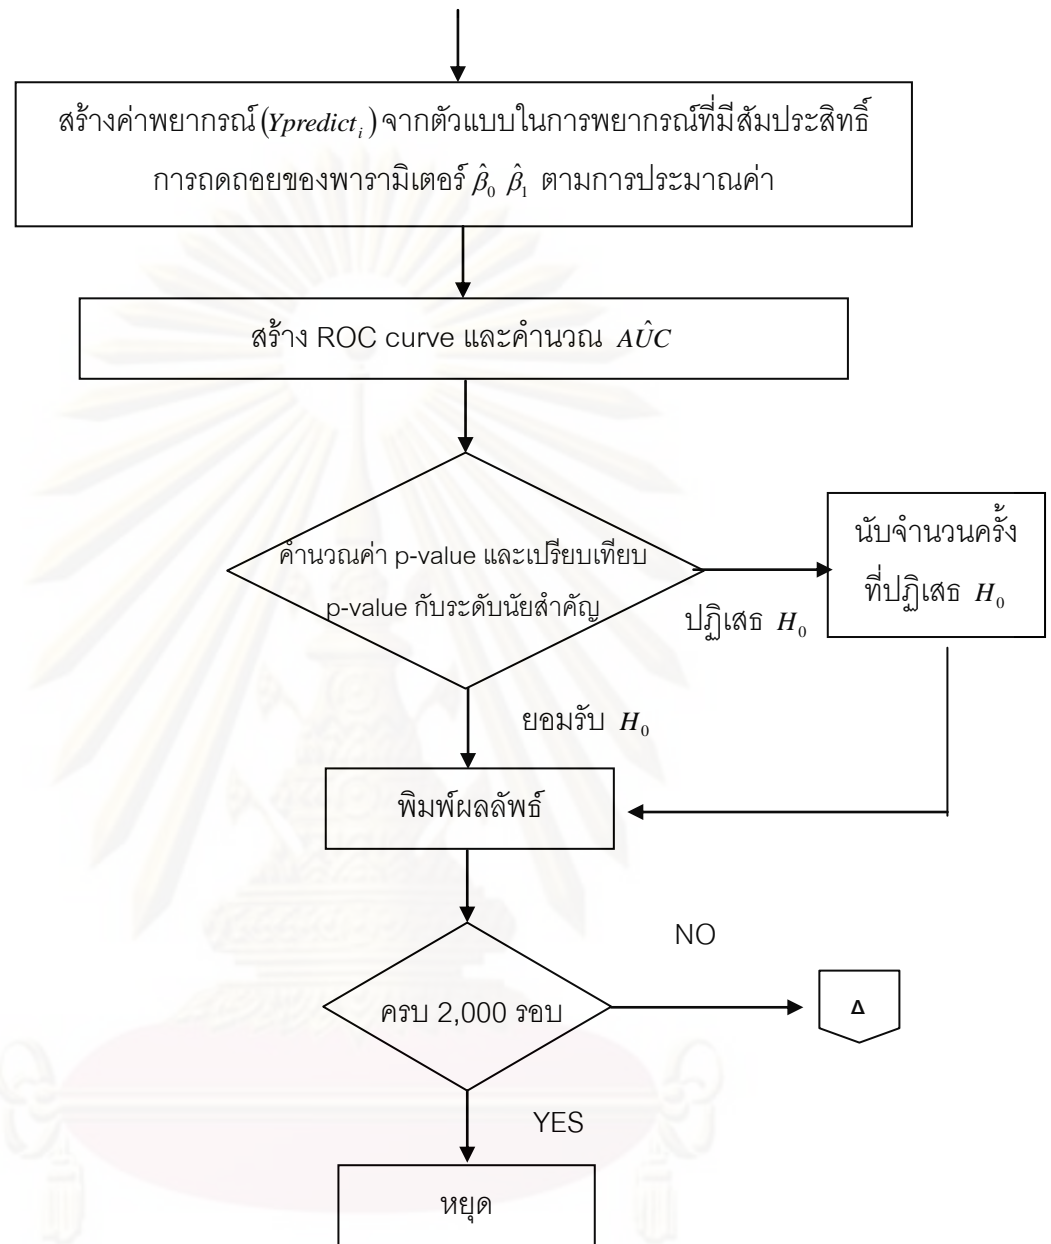 สร้างค่าพยากรณ์ (Ypredictᵢ) จากตัวแบบในการพยากรณ์ที่มีสัมประสิทธิ์
การถดถอยของพารามิเตอร์ β̂₀ β̂₁ ตามการประมาณค่า
สร้าง ROC curve และคำนวณ AÛC
คำนวณค่า p-value และเปรียบเทียบ
p-value กับระดับนัยสำคัญ
ปฏิเสธ H₀
นับจำนวนครั้ง
ที่ปฏิเสธ H₀
ยอมรับ H₀
พิมพ์ผลลัพธ์
ครบ 2,000 รอบ
NO
Δ
YES
หยุด